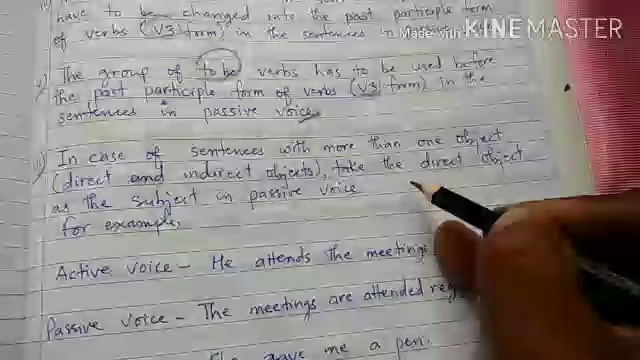 have to be changed into the past participle form
of verbs (V3 form) in the sentences in
Made with KINEMASTER
v) The group of to be verbs has to be used before
the past participle form of verbs (V3 form) in the
sentences in passive voice
In case of sentences with more than one object
(direct and indirect objects), take the direct object
as the subject in passive voice
for example,
Active voice - He attends the meetings
Passive voice - The meetings are attended reg
gave me a pen.